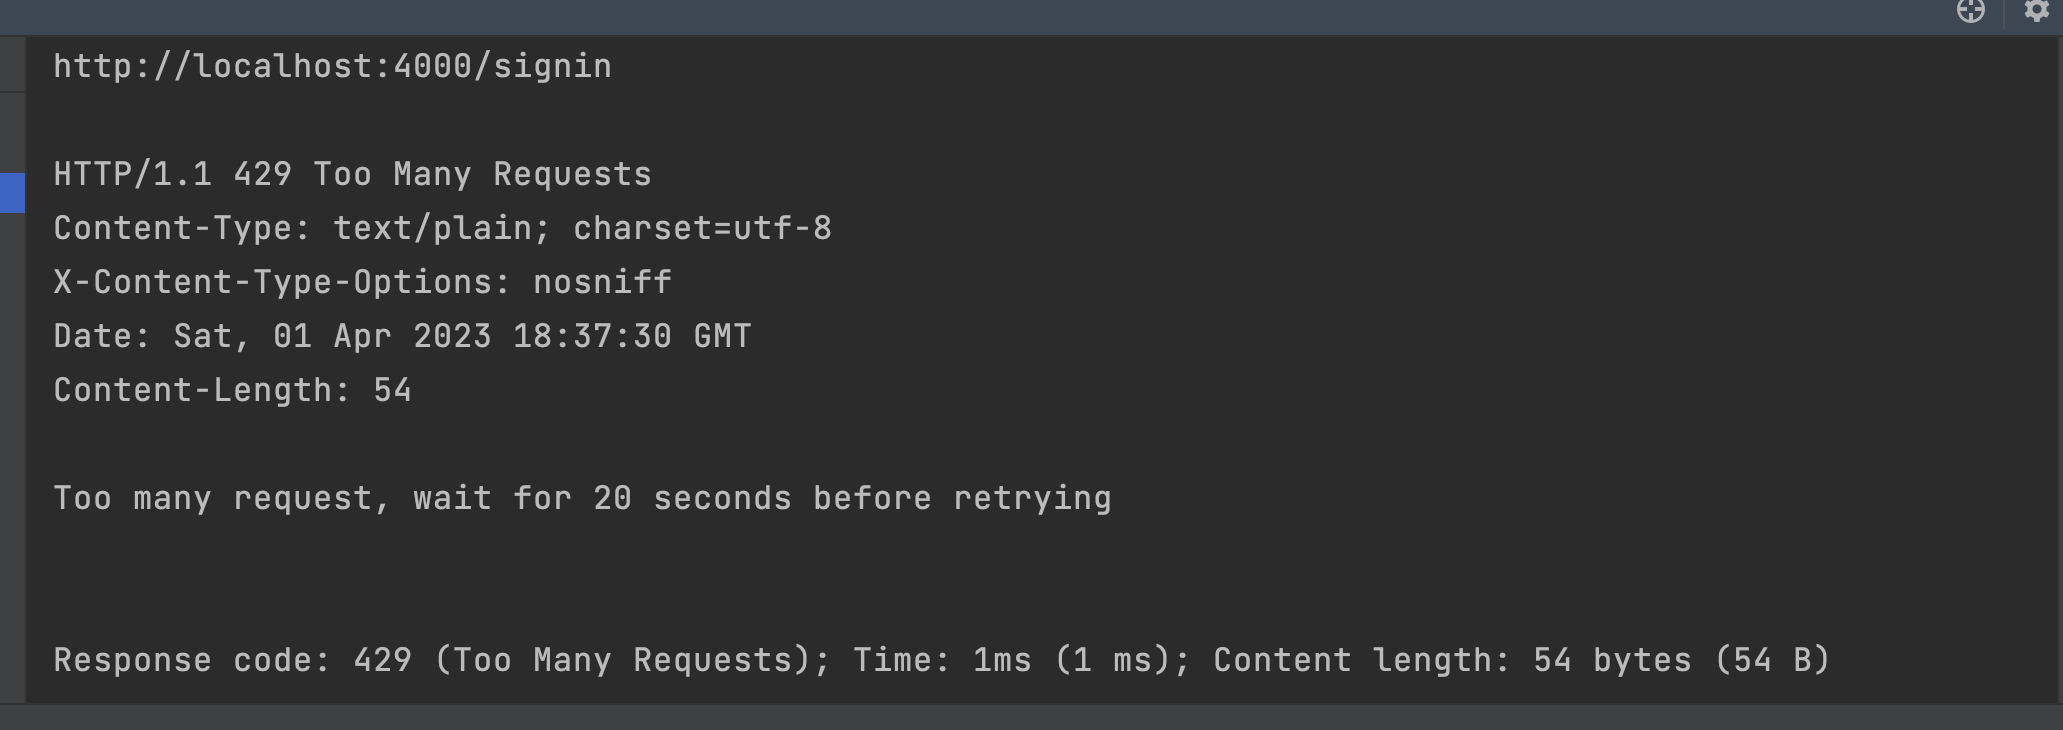 http://localhost:4000/signin
HTTP/1.1 429 Too Many Requests
Content-Type: text/plain; charset=utf-8
X-Content-Type-Options: nosniff
Date: Sat, 01 Apr 2023 18:37:30 GMT
Content-Length: 54
Too many request, wait for 20 seconds before retrying
Response code: 429 (Too Many Requests); Time: 1ms (1 ms); Content length: 54 bytes (54 B)